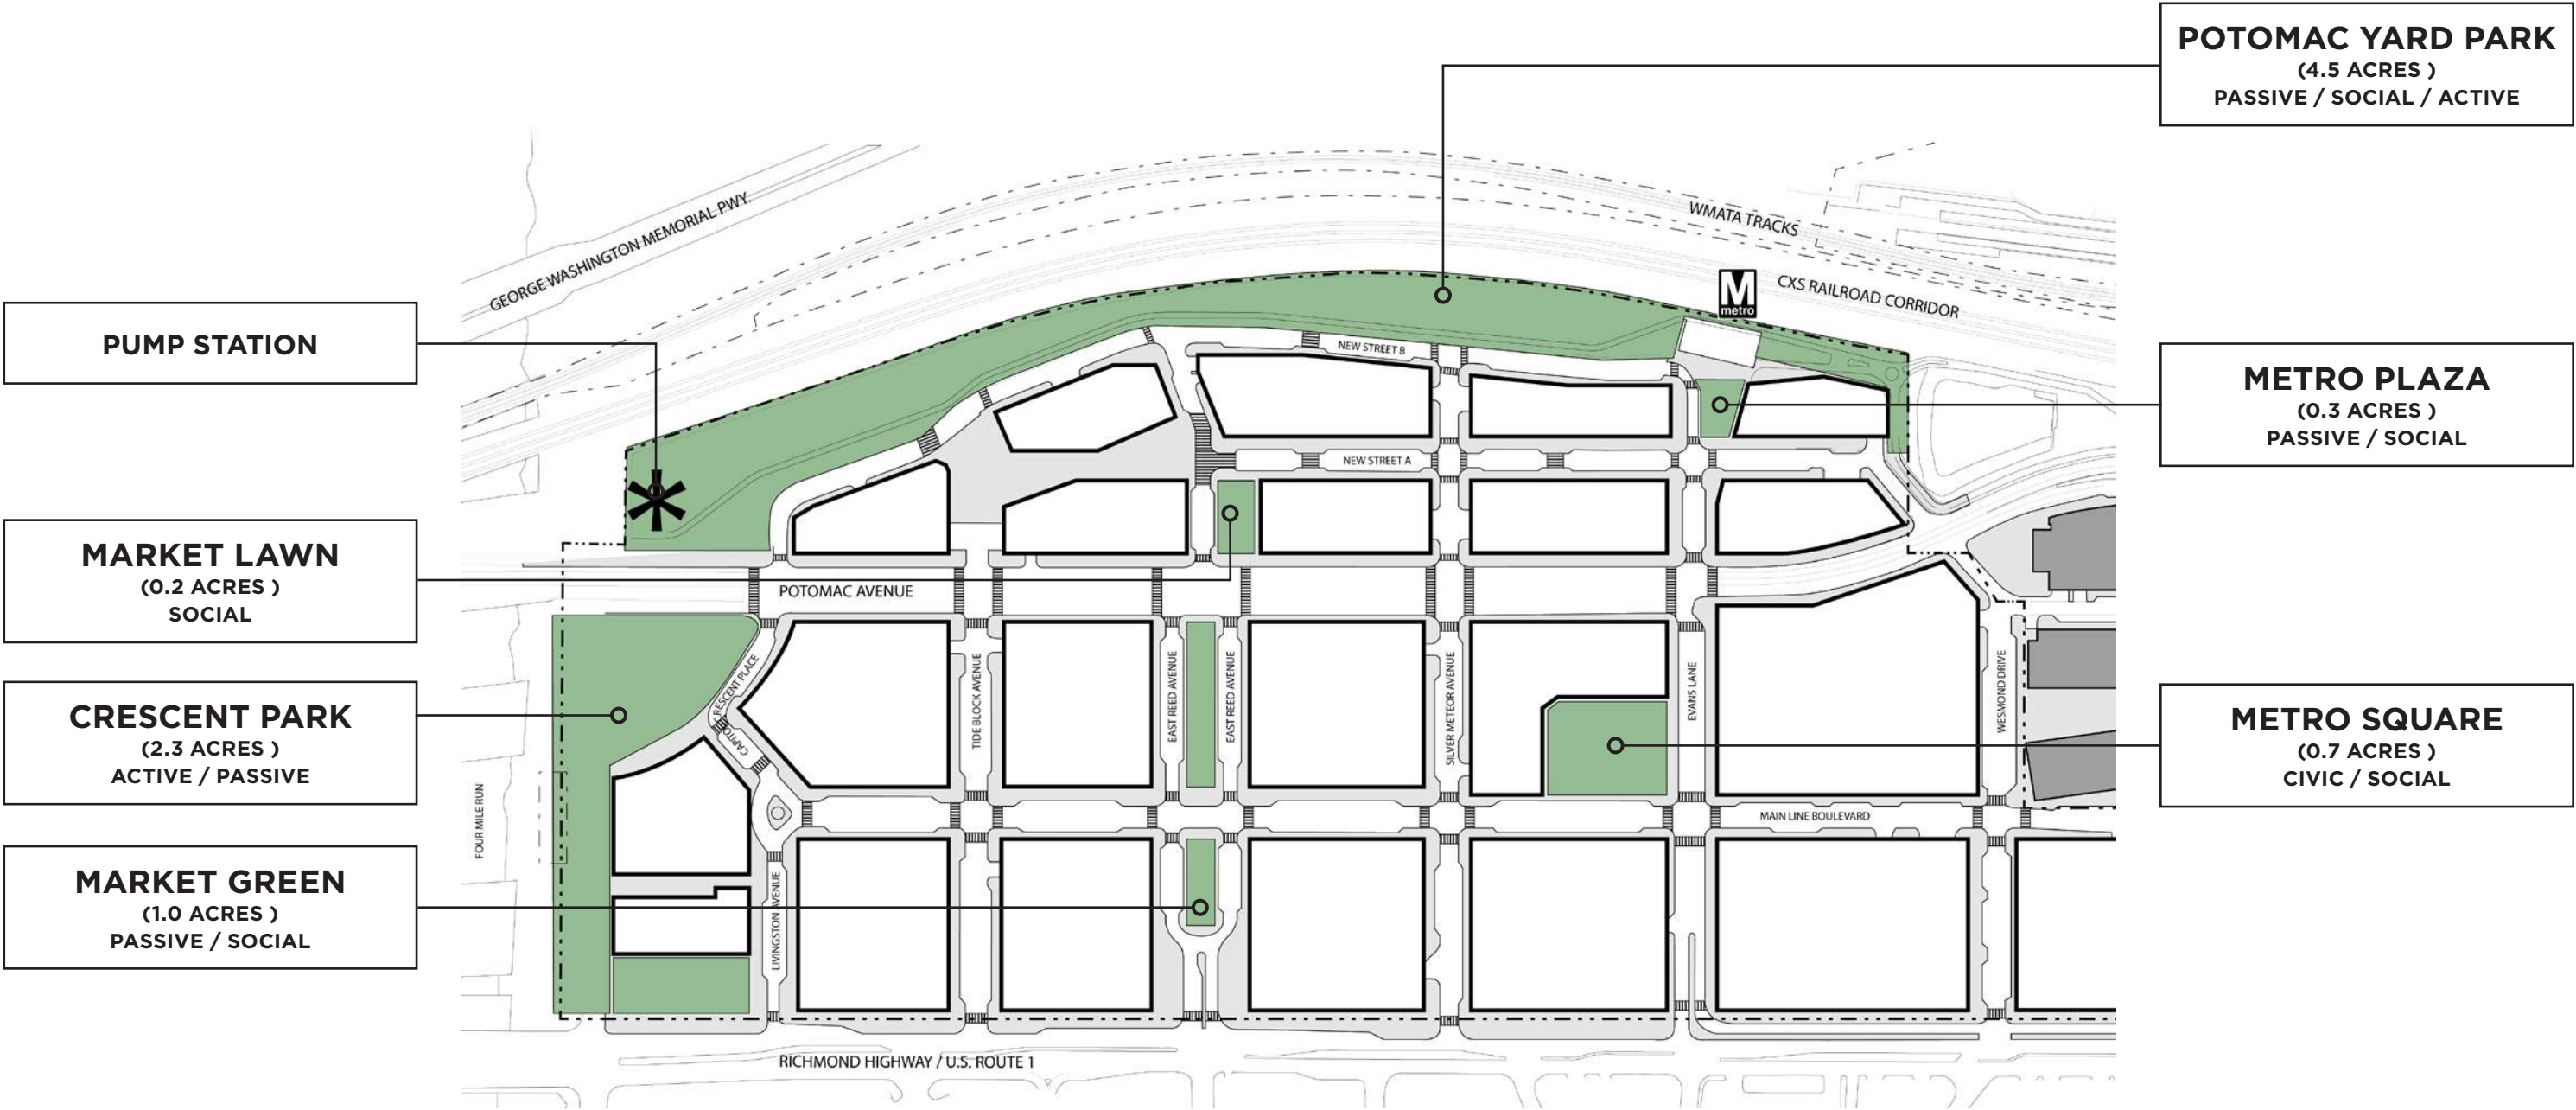 POTOMAC YARD PARK
(4.5 ACRES )
PASSIVE / SOCIAL / ACTIVE
GEORGE WASHINGTON MEMORIAL PWY.
WMATA TRACKS
M
metro
CXS RAILROAD CORRIDOR
PUMP STATION
NEW STREET B
METRO PLAZA
(0.3 ACRES )
PASSIVE / SOCIAL
NEW STREET A
MARKET LAWN
(0.2 ACRES )
SOCIAL
POTOMAC AVENUE
CRESCENT PARK
(2.3 ACRES )
ACTIVE / PASSIVE
CRESCENT PLACE
TIDE BLOCK AVENUE
EAST REED AVENUE
EAST REED AVENUE
SILVER METEOR AVENUE
EVANS LANE
WESMOND DRIVE
METRO SQUARE
(0.7 ACRES )
CIVIC / SOCIAL
FOUR MILE RUN
MAIN LINE BOULEVARD
MARKET GREEN
(1.0 ACRES )
PASSIVE / SOCIAL
LIVINGSTON AVENUE
RICHMOND HIGHWAY / U.S. ROUTE 1